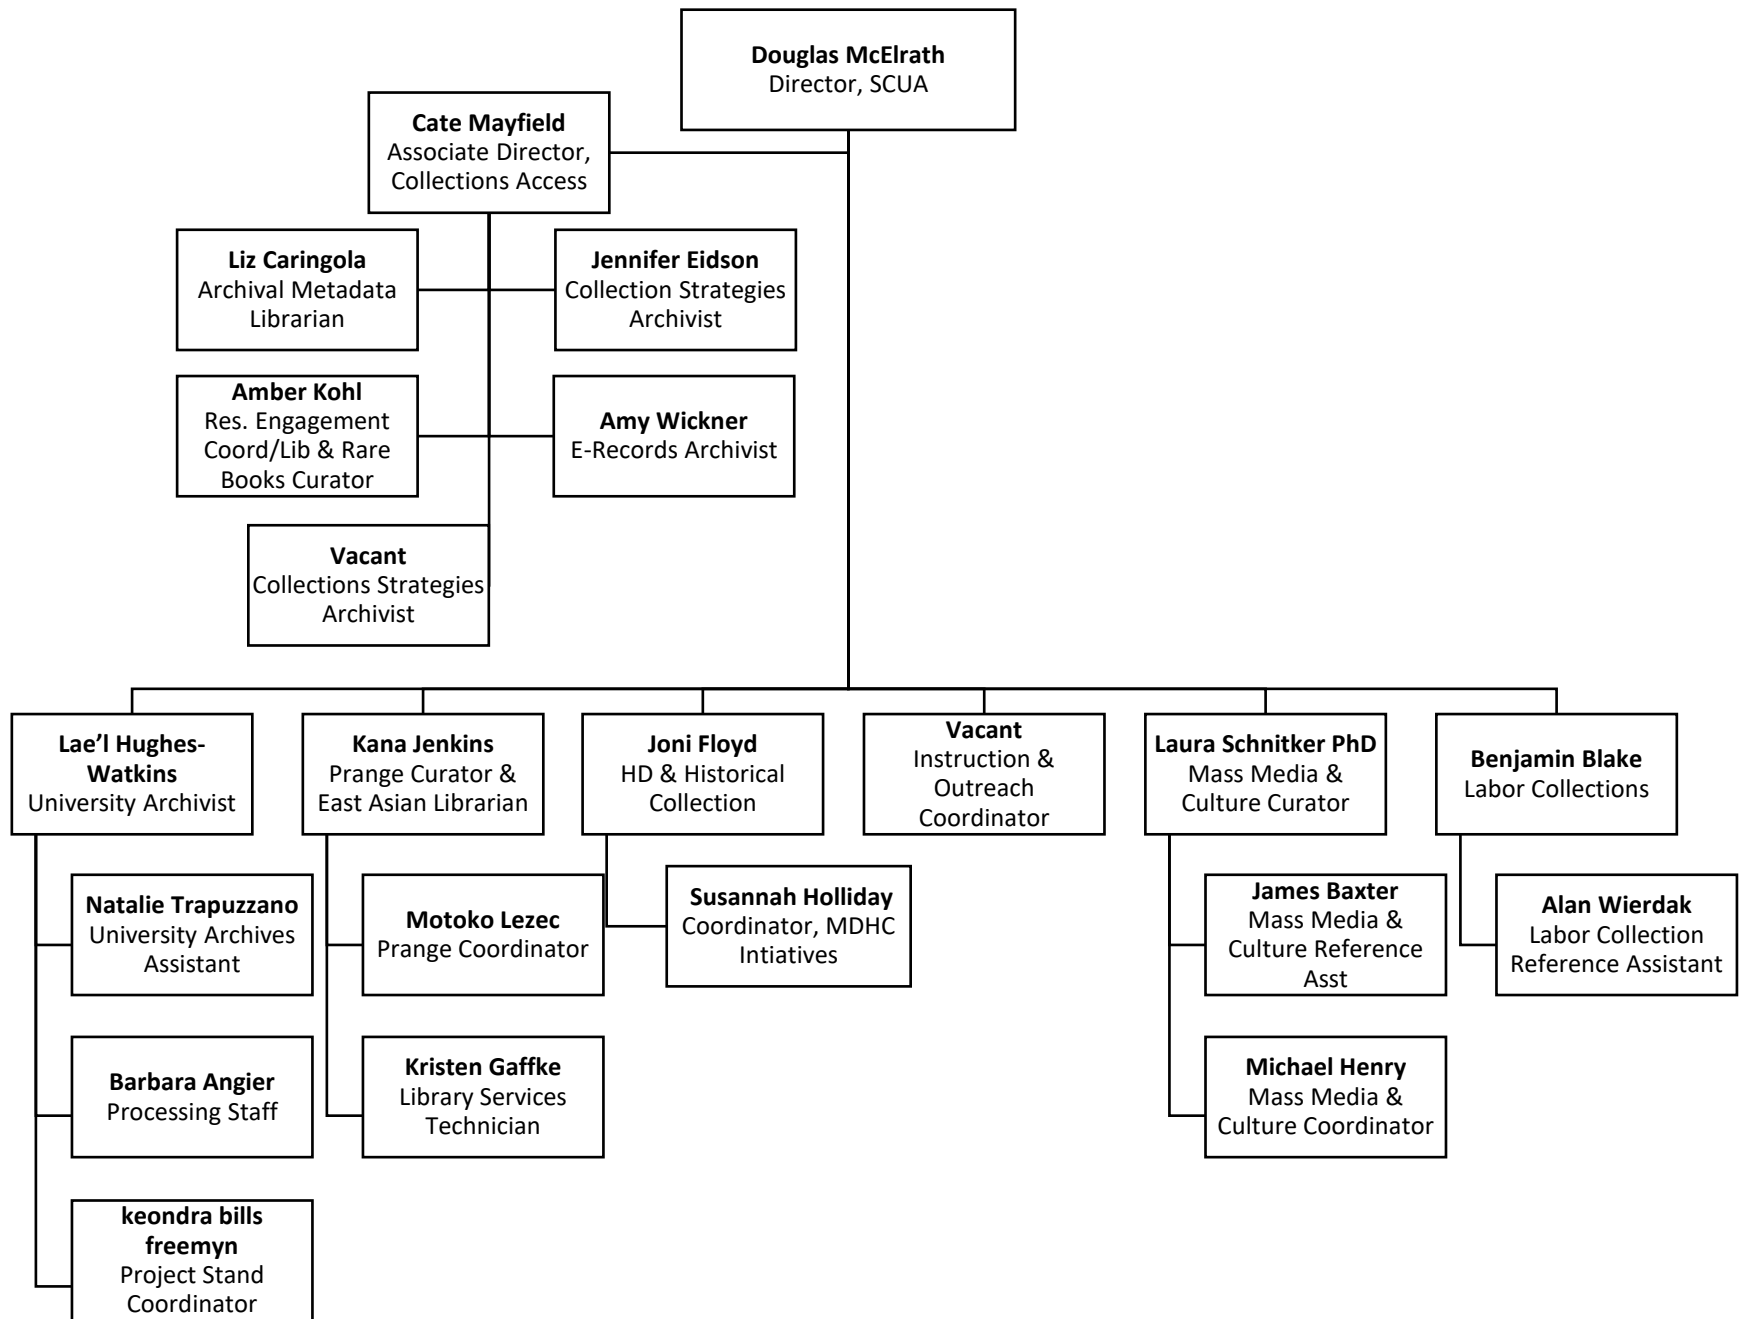 Douglas McElrath
Director, SCUA
Cate Mayfield
Associate Director,
Collections Access
Liz Caringola
Archival Metadata
Librarian
Jennifer Eidson
Collection Strategies
Archivist
Amber Kohl
Res. Engagement
Coord/Lib & Rare
Books Curator
Amy Wickner
E-Records Archivist
Vacant
Collections Strategies
Archivist
Lae’l Hughes-
Watkins
University Archivist
Kana Jenkins
Prange Curator &
East Asian Librarian
Joni Floyd
HD & Historical
Collection
Vacant
Instruction &
Outreach
Coordinator
Laura Schnitker PhD
Mass Media &
Culture Curator
Benjamin Blake
Labor Collections
Natalie Trapuzzano
University Archives
Assistant
Motoko Lezec
Prange Coordinator
Susannah Holliday
Coordinator, MDHC
Intiatives
James Baxter
Mass Media &
Culture Reference
Asst
Alan Wierdak
Labor Collection
Reference Assistant
Barbara Angier
Processing Staff
Kristen Gaffke
Library Services
Technician
Michael Henry
Mass Media &
Culture Coordinator
keondra bills
freemyn
Project Stand
Coordinator